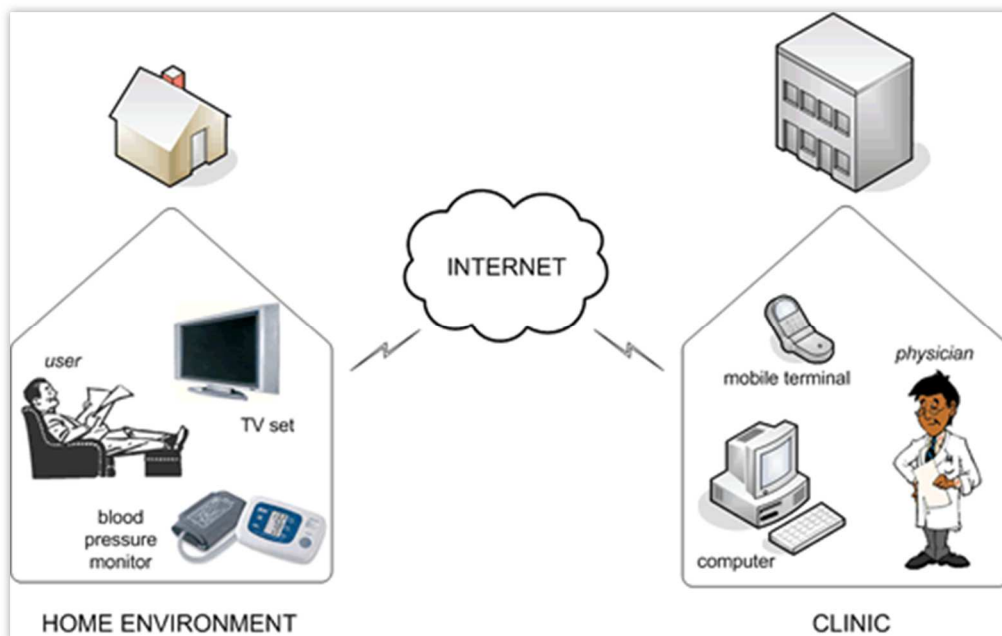 INTERNET
user
TV set
blood
pressure
monitor
HOME ENVIRONMENT
mobile terminal
physician
computer
CLINIC